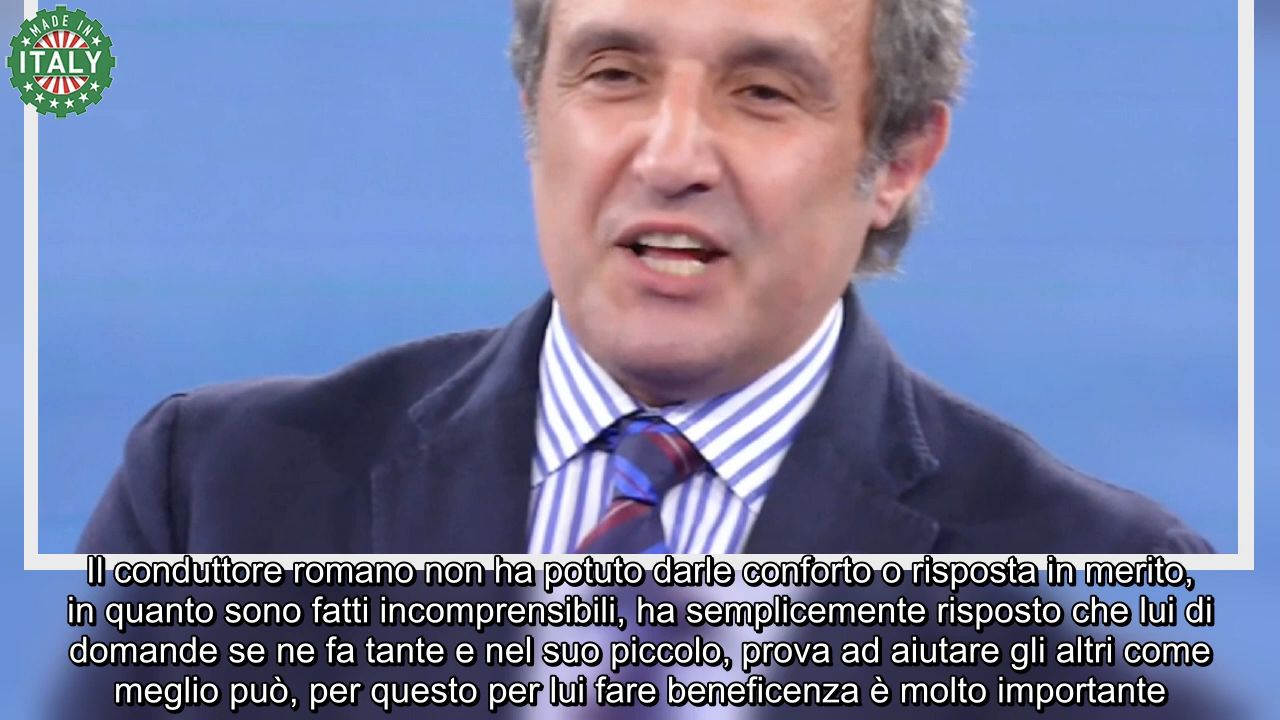 MADE IN
ITALY
Il conduttore romano non ha potuto darle conforto o risposta in merito,
in quanto sono fatti incomprensibili, ha semplicemente risposto che lui di
domande se ne fa tante e nel suo piccolo, prova ad aiutare gli altri come
meglio può, per questo per lui fare beneficenza è molto importante